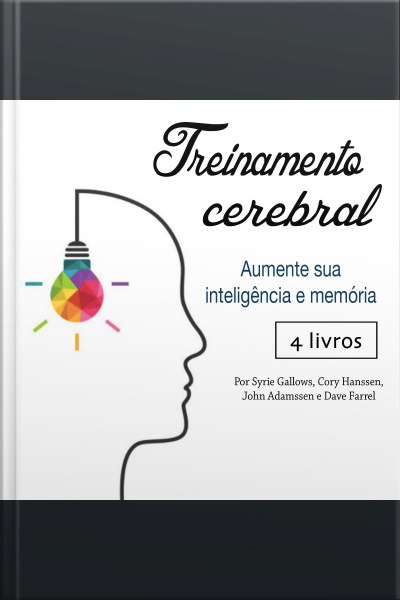 Treinamento
cerebral
Aumente sua
inteligência e memória
4 livros
Por Syrie Gallows, Cory Hanssen,
John Adamssen e Dave Farrel